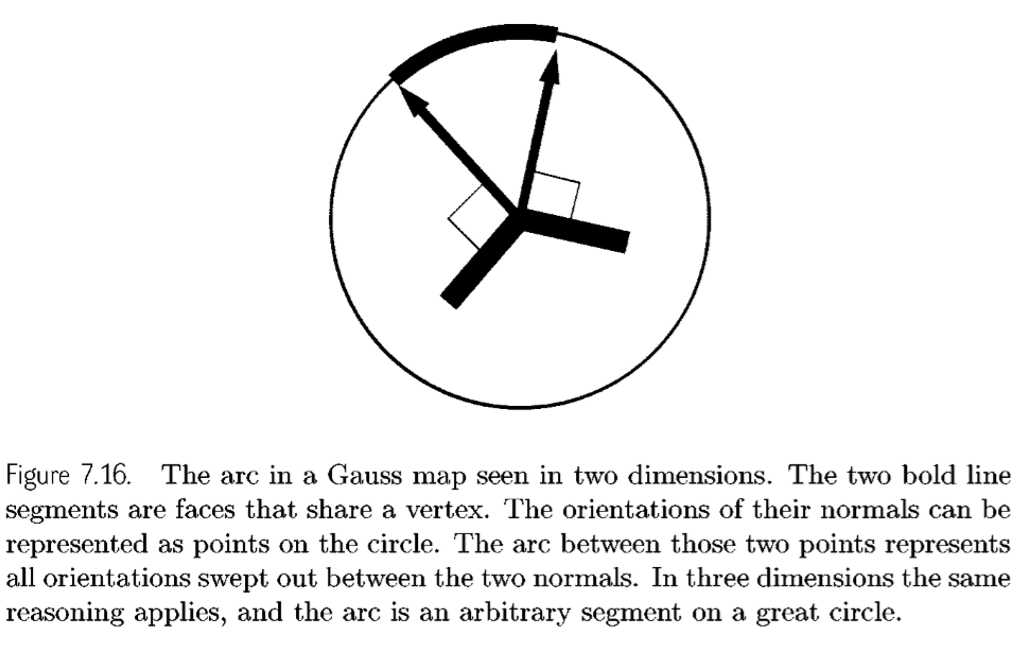 Figure 7.16. The arc in a Gauss map seen in two dimensions. The two bold line
segments are faces that share a vertex. The orientations of their normals can be
represented as points on the circle. The arc between those two points represents
all orientations swept out between the two normals. In three dimensions the same
reasoning applies, and the arc is an arbitrary segment on a great circle.